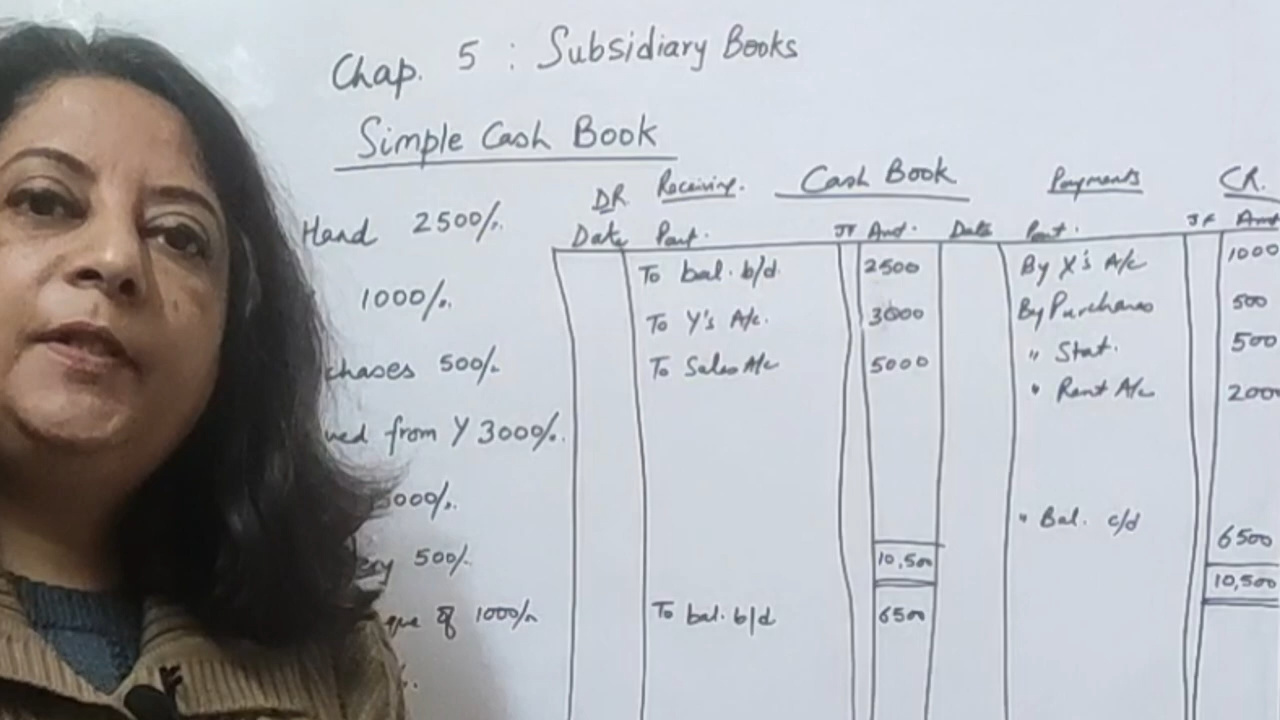 Chap. 5 : Subsidiary Books
Simple Cash Book
Hand 2500/-
1000/-
chases 500/-
ved from Y 3000/-
5000/-
ery 500/-
que of 1000/-
DR. Receiving. Cash Book Payments CR.
Date Part. JF Amt. Date Part. JF Amt
To bal. b/d 2500 By X's A/c 1000
To Y's A/c. 3000 By Purchases 500
To Sales A/c 5000 " Stat. 500
" Rent A/c 2000
" Bal. c/d 6500
10,500 10,500
To bal. b/d 6500